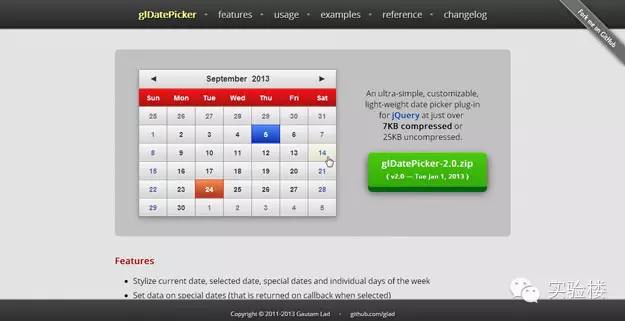 glDatePicker features usage examples reference changelog
Fork me on GitHub
September 2013
Sun Mon Tue Wed Thu Fri Sat
25 26 27 28 29 30 31
1 2 3 4 5 6 7
8 9 10 11 12 13 14
15 16 17 18 19 20 21
22 23 24 25 26 27 28
29 30 1 2 3 4 5
An ultra-simple, customizable,
light-weight date picker plug-in
for jQuery at just over
7KB compressed or
25KB uncompressed.
glDatePicker-2.0.zip
( v2.0 — Tue Jan 1, 2013 )
Features
Stylize current date, selected date, special dates and individual days of the week
Set data on special dates (that is returned on callback when selected)
实验楼
Copyright © 2011-2013 Gautam Lad • github.com/glad